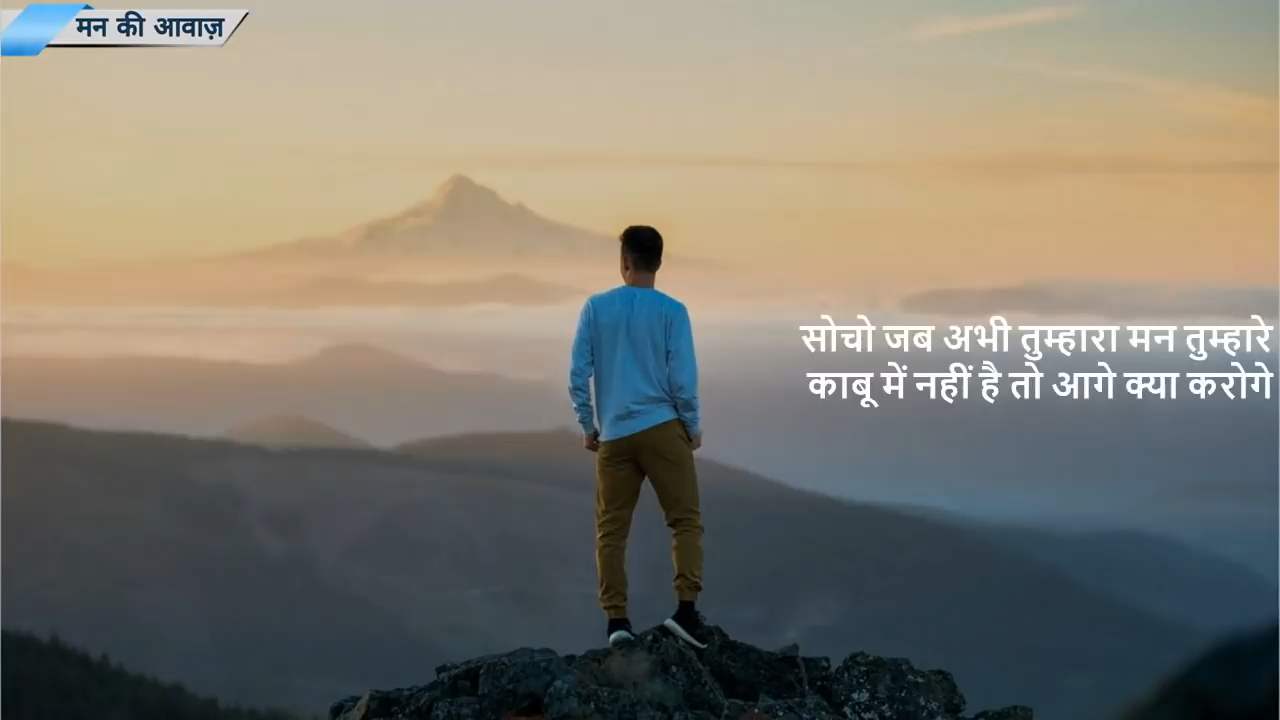 मन की आवाज़
सोचो जब अभी तुम्हारा मन तुम्हारे
काबू में नहीं है तो आगे क्या करोगे